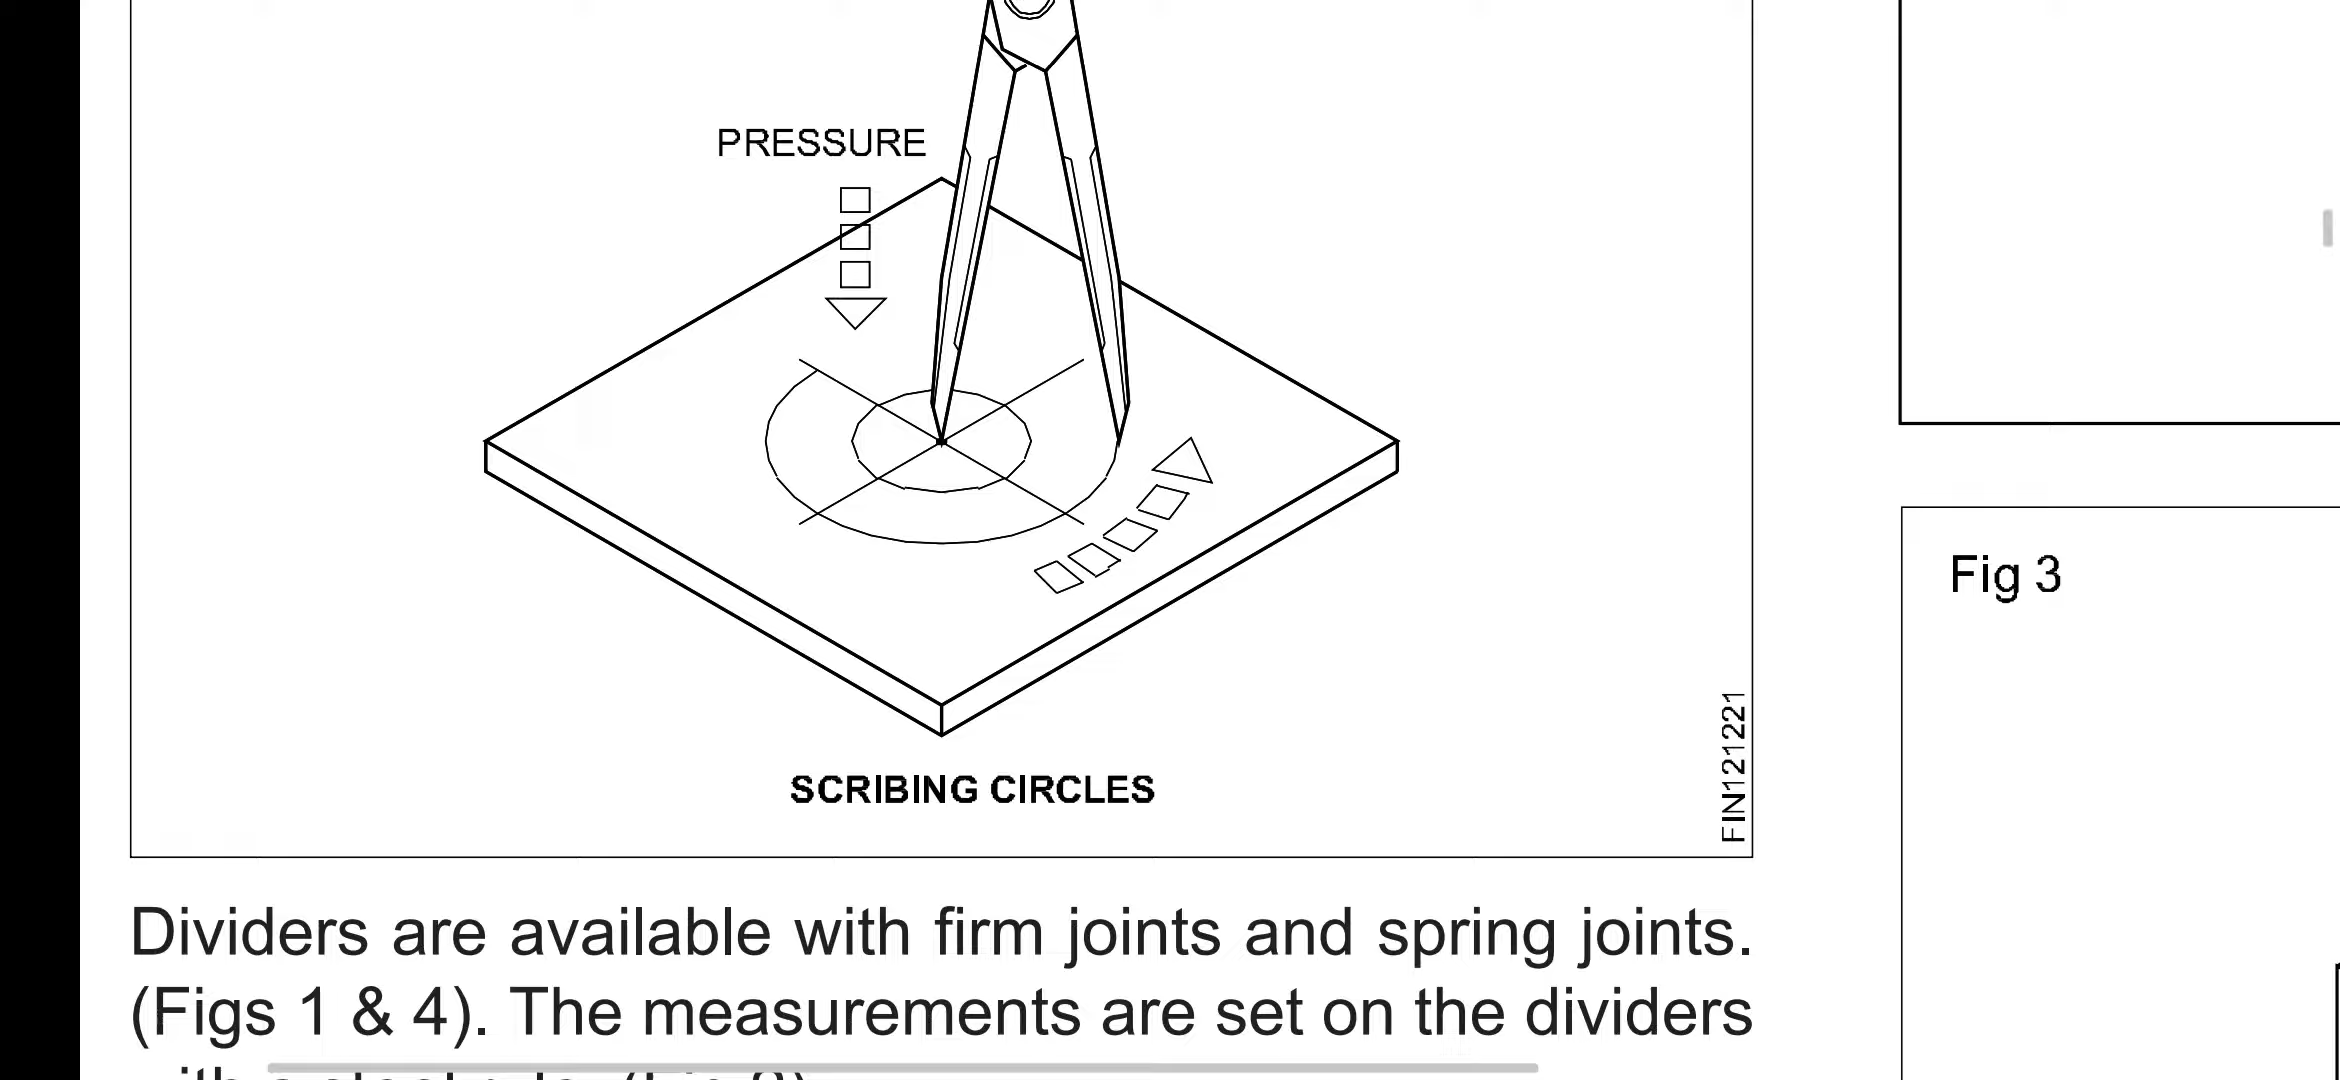 PRESSURE
SCRIBING CIRCLES
FIN121221
Dividers are available with firm joints and spring joints.
(Figs 1 & 4). The measurements are set on the dividers
Fig 3